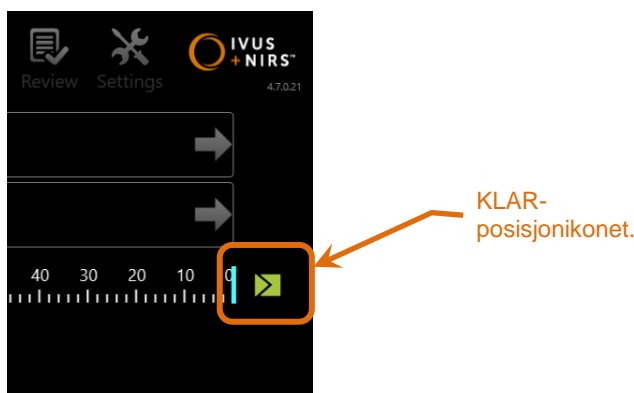 IVUS
+NIRS™
Review Settings
4.7.0.21
KLAR-
posisjonikonet.
40 30 20 10 0